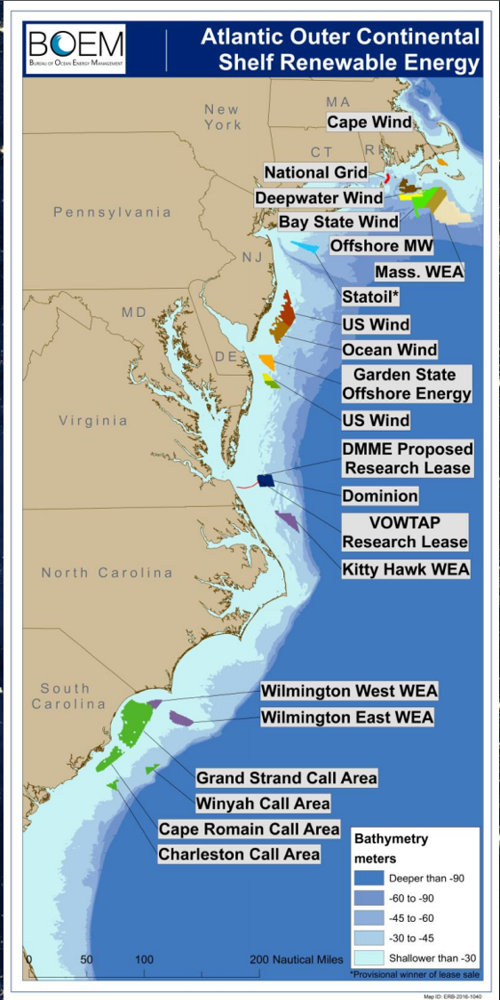 BOEM
BUREAU OF OCEAN ENERGY MANAGEMENT
Atlantic Outer Continental
Shelf Renewable Energy
New
York
MA
Cape Wind
CT
RI
National Grid
Deepwater Wind
Pennsylvania
Bay State Wind
Offshore MW
NJ
Mass. WEA
Statoil*
MD
US Wind
Ocean Wind
DE
Garden State
Offshore Energy
Virginia
US Wind
DMME Proposed
Research Lease
Dominion
VOWTAP
Research Lease
North Carolina
Kitty Hawk WEA
South
Carolina
Wilmington West WEA
Wilmington East WEA
Grand Strand Call Area
Winyah Call Area
Cape Romain Call Area
Charleston Call Area
Bathymetry
meters
Deeper than -90
-60 to -90
-45 to -60
-30 to -45
Shallower than -30
0 50 100 200 Nautical Miles
*Provisional winner of lease sale
Map ID: ERB-2016-1040